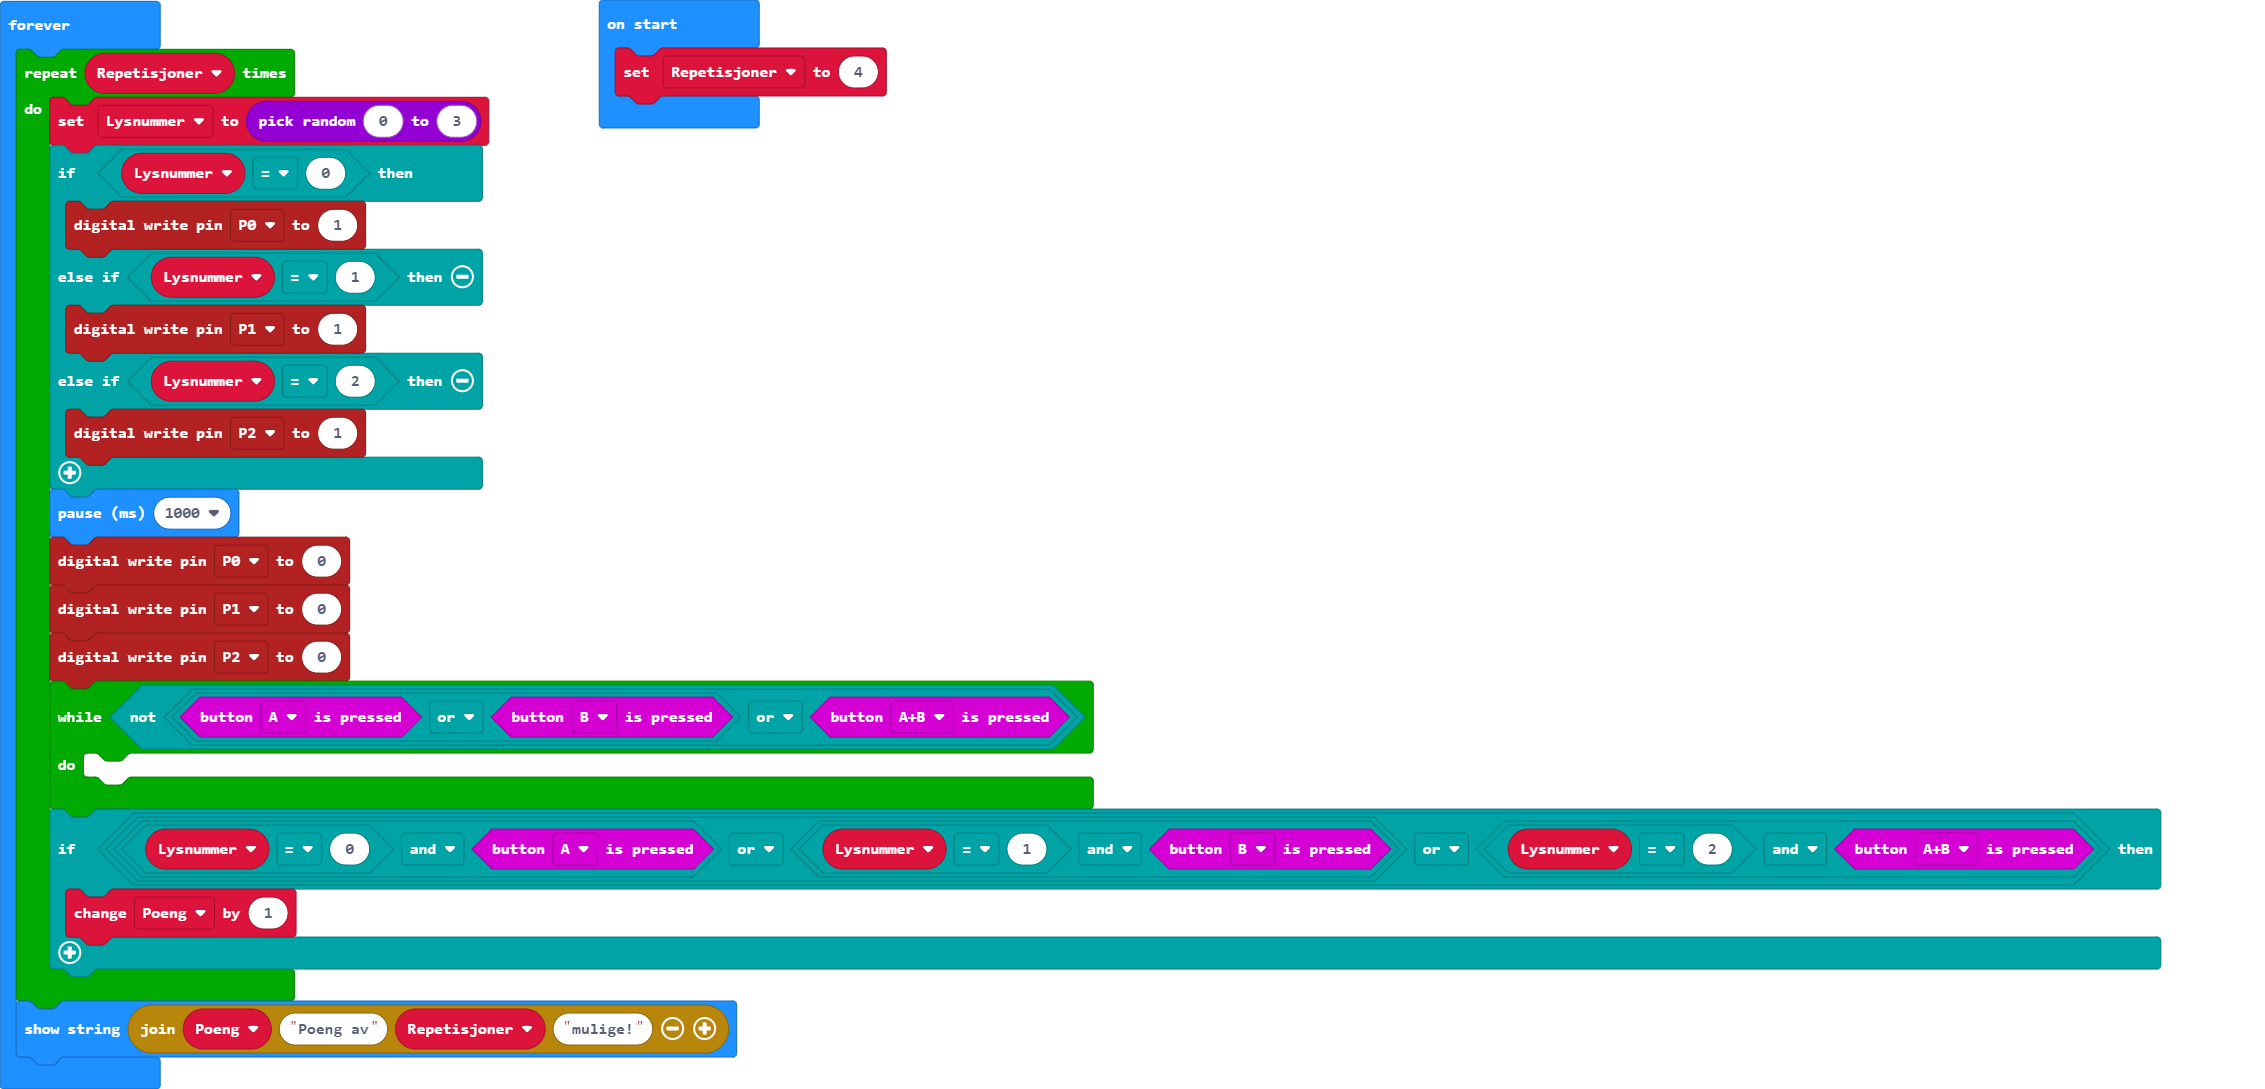 forever
repeat Repetisjoner times
do
set Lysnummer to pick random 0 to 3
if Lysnummer = 0 then
digital write pin P0 to 1
else if Lysnummer = 1 then
digital write pin P1 to 1
else if Lysnummer = 2 then
digital write pin P2 to 1
pause (ms) 1000
digital write pin P0 to 0
digital write pin P1 to 0
digital write pin P2 to 0
while not button A is pressed or button B is pressed or button A+B is pressed
do
if Lysnummer = 0 and button A is pressed or Lysnummer = 1 and button B is pressed or Lysnummer = 2 and button A+B is pressed then
change Poeng by 1
show string join Poeng "Poeng av" Repetisjoner "mulige!"
on start
set Repetisjoner to 4